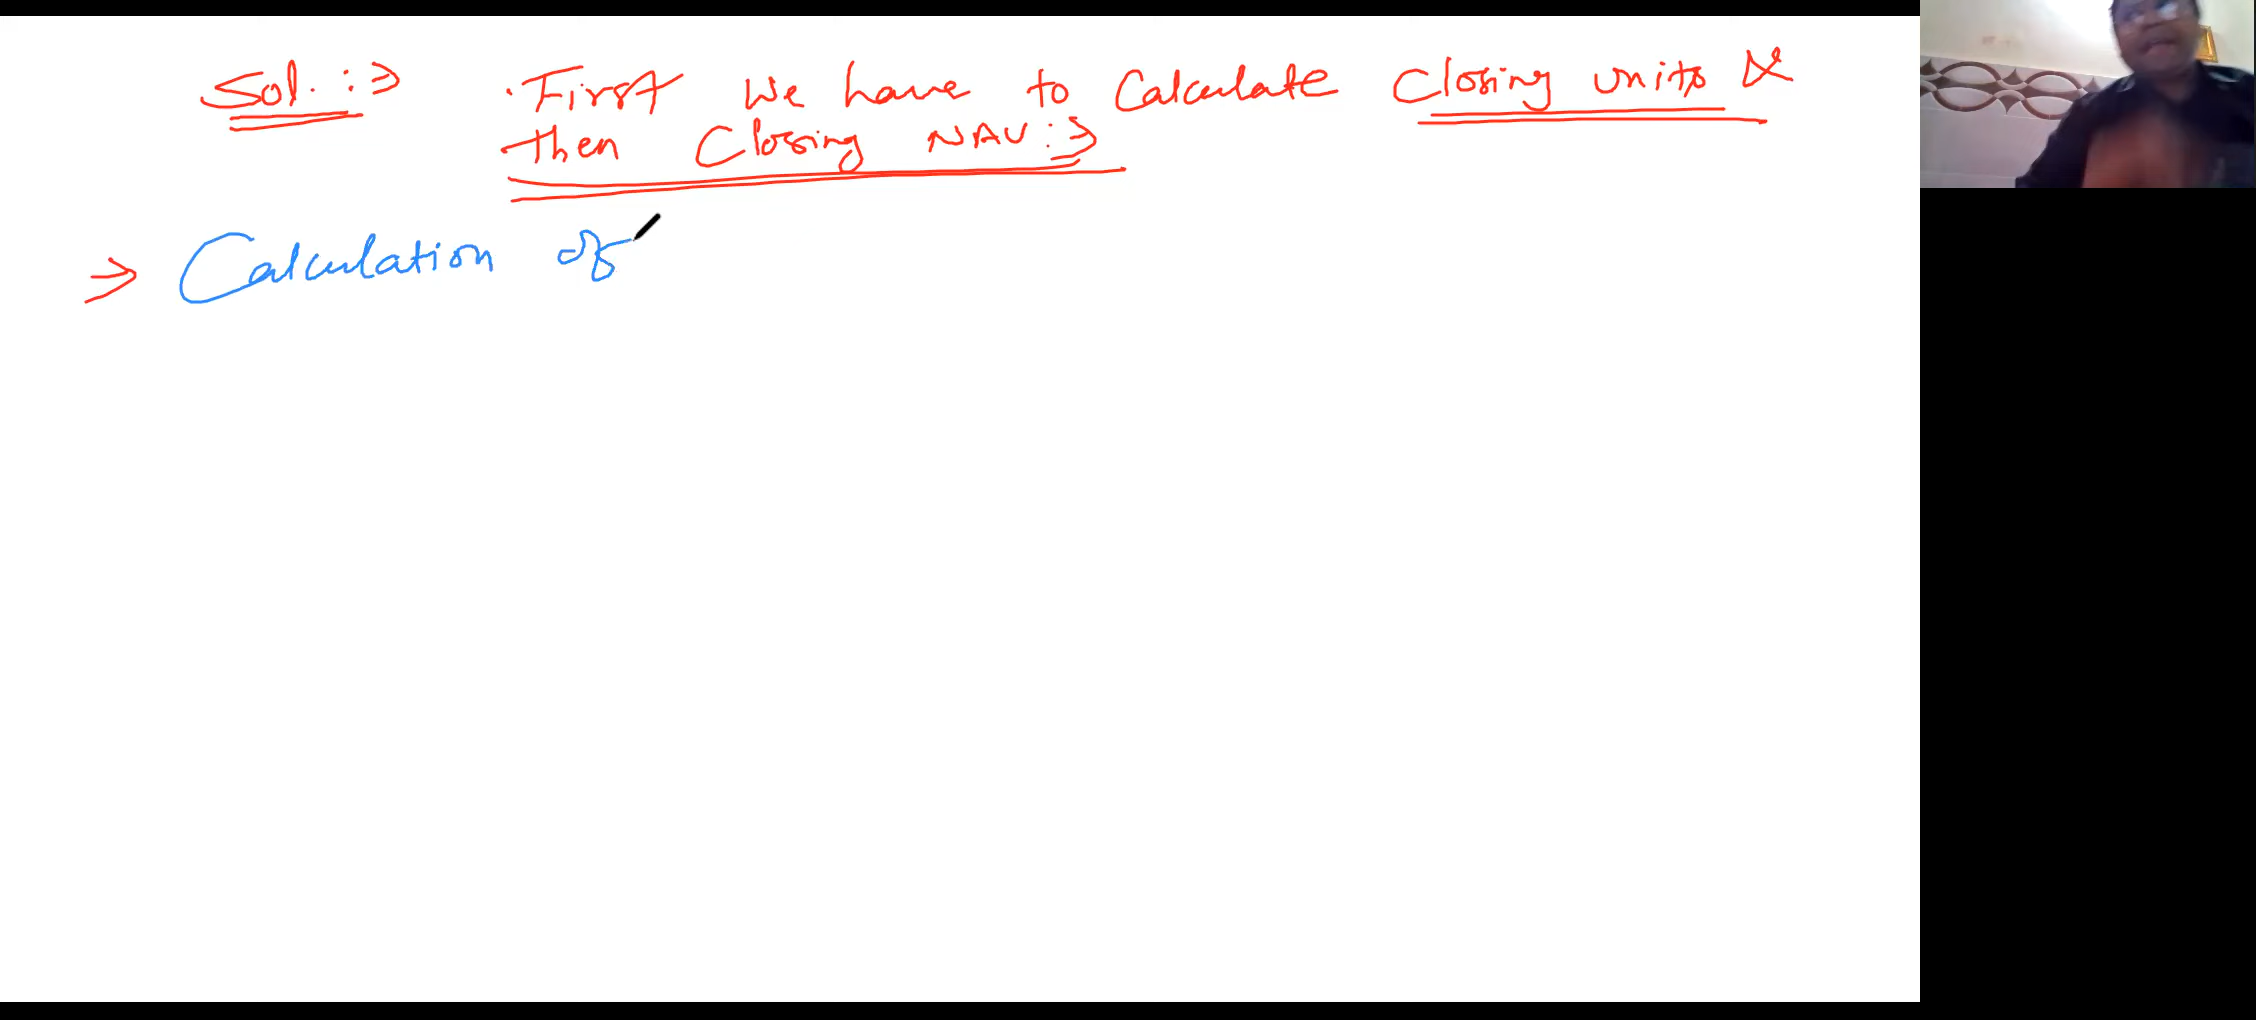 Sol. :⇒ .First we have to Calculate Closing units &
then Closing NAV:⇒
⇒ Calculation of